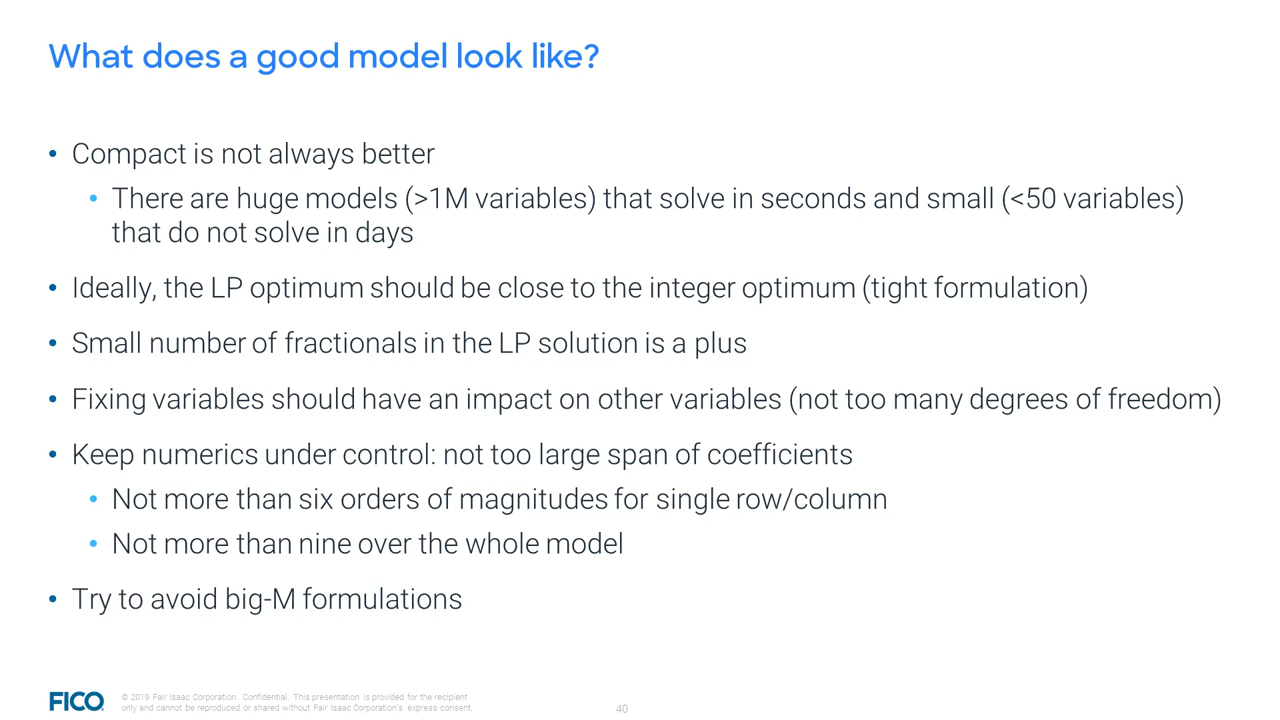 What does a good model look like?
• Compact is not always better
• There are huge models (>1M variables) that solve in seconds and small (<50 variables)
that do not solve in days
• Ideally, the LP optimum should be close to the integer optimum (tight formulation)
• Small number of fractionals in the LP solution is a plus
• Fixing variables should have an impact on other variables (not too many degrees of freedom)
• Keep numerics under control: not too large span of coefficients
• Not more than six orders of magnitudes for single row/column
• Not more than nine over the whole model
• Try to avoid big-M formulations
FICO
© 2019 Fair Isaac Corporation. Confidential. This presentation is provided for the recipient
only and cannot be reproduced or shared without Fair Isaac Corporation's express consent.
40